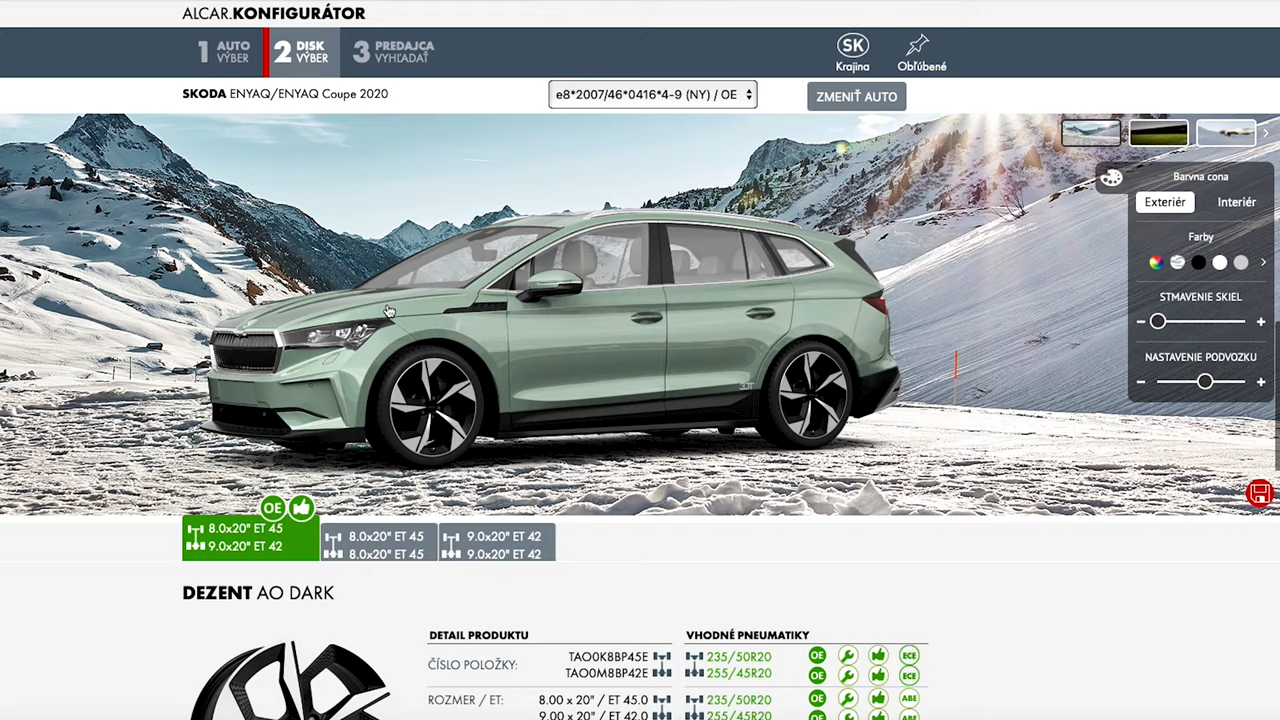 ALCAR.KONFIGURÁTOR
1 AUTO VÝBER
2 DISK VÝBER
3 PREDAJCA VYHĽADAŤ
SK
Krajina
Obľúbené
SKODA ENYAQ/ENYAQ Coupe 2020
e8*2007/46*0416*4-9 (NY) / OE
ZMENIŤ AUTO
Barvna cona
Exteriér
Interiér
Farby
STMAVENIE SKIEL
NASTAVENIE PODVOZKU
OE
8.0x20" ET 45
9.0x20" ET 42
8.0x20" ET 45
8.0x20" ET 45
9.0x20" ET 42
9.0x20" ET 42
DEZENT AO DARK
DETAIL PRODUKTU
ČÍSLO POLOŽKY:
TAO0K8BP45E
TAO0M8BP42E
ROZMER / ET:
8.00 x 20" / ET 45.0
9.00 x 20" / ET 42.0
VHODNÉ PNEUMATIKY
235/50R20 OE ECE
255/45R20 OE ECE
235/50R20 OE ABE
255/45R20 OE ABE